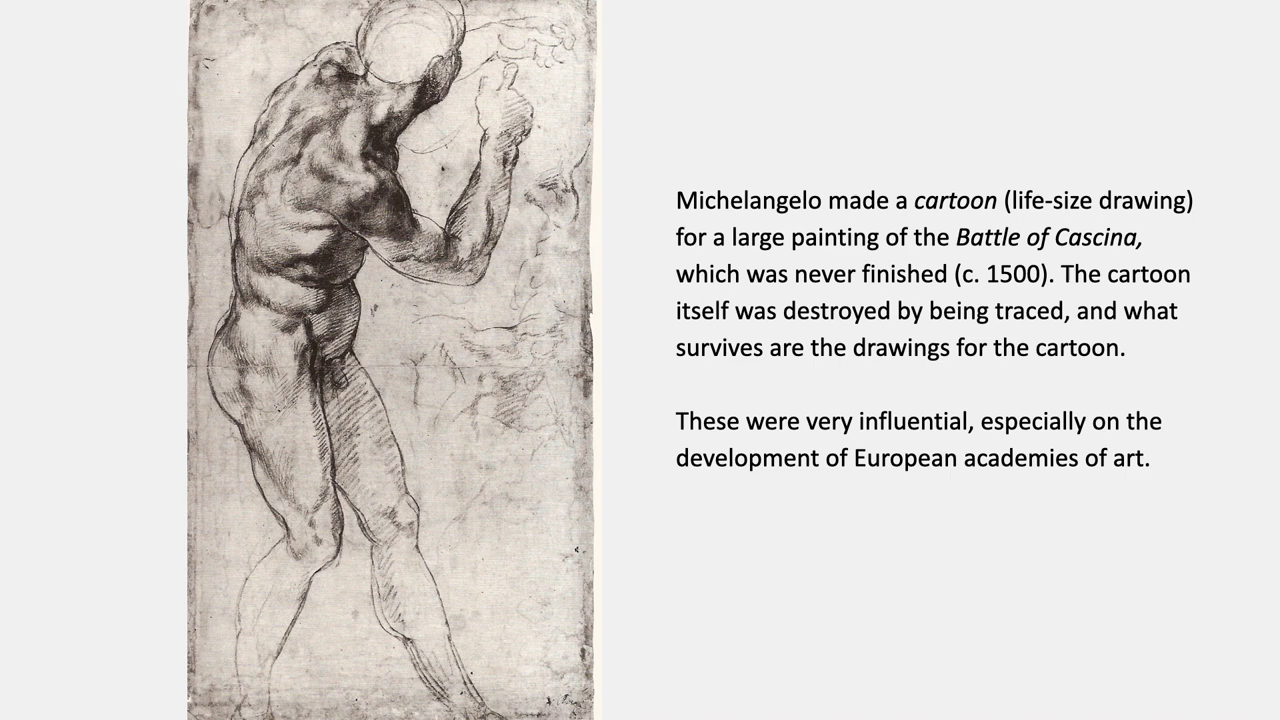 Michelangelo made a cartoon (life-size drawing)
for a large painting of the Battle of Cascina,
which was never finished (c. 1500). The cartoon
itself was destroyed by being traced, and what
survives are the drawings for the cartoon.
These were very influential, especially on the
development of European academies of art.